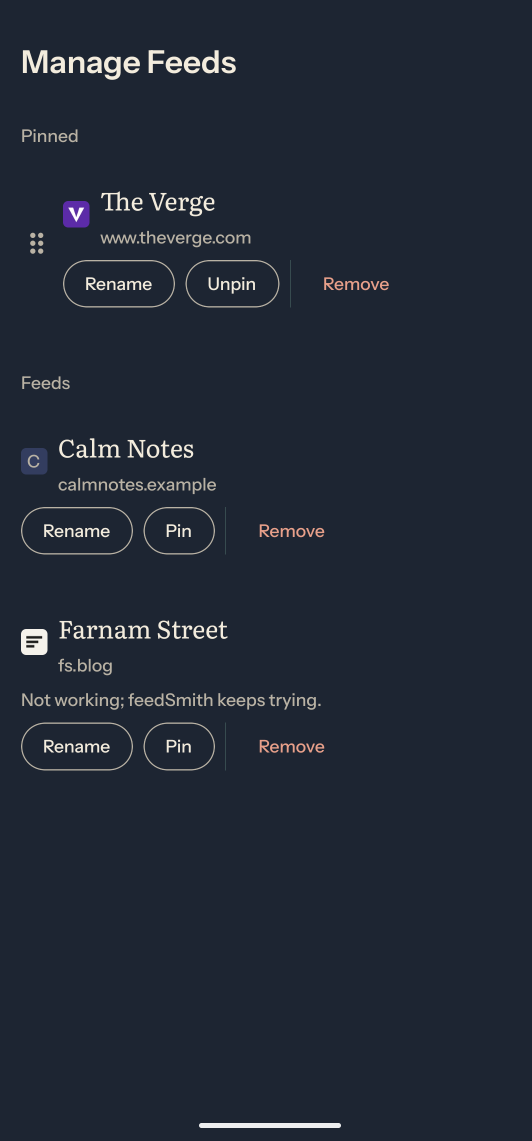 Manage Feeds
Pinned
The Verge
www.theverge.com
Rename Unpin Remove
Feeds
C Calm Notes
calmnotes.example
Rename Pin Remove
Farnam Street
fs.blog
Not working; feedSmith keeps trying.
Rename Pin Remove